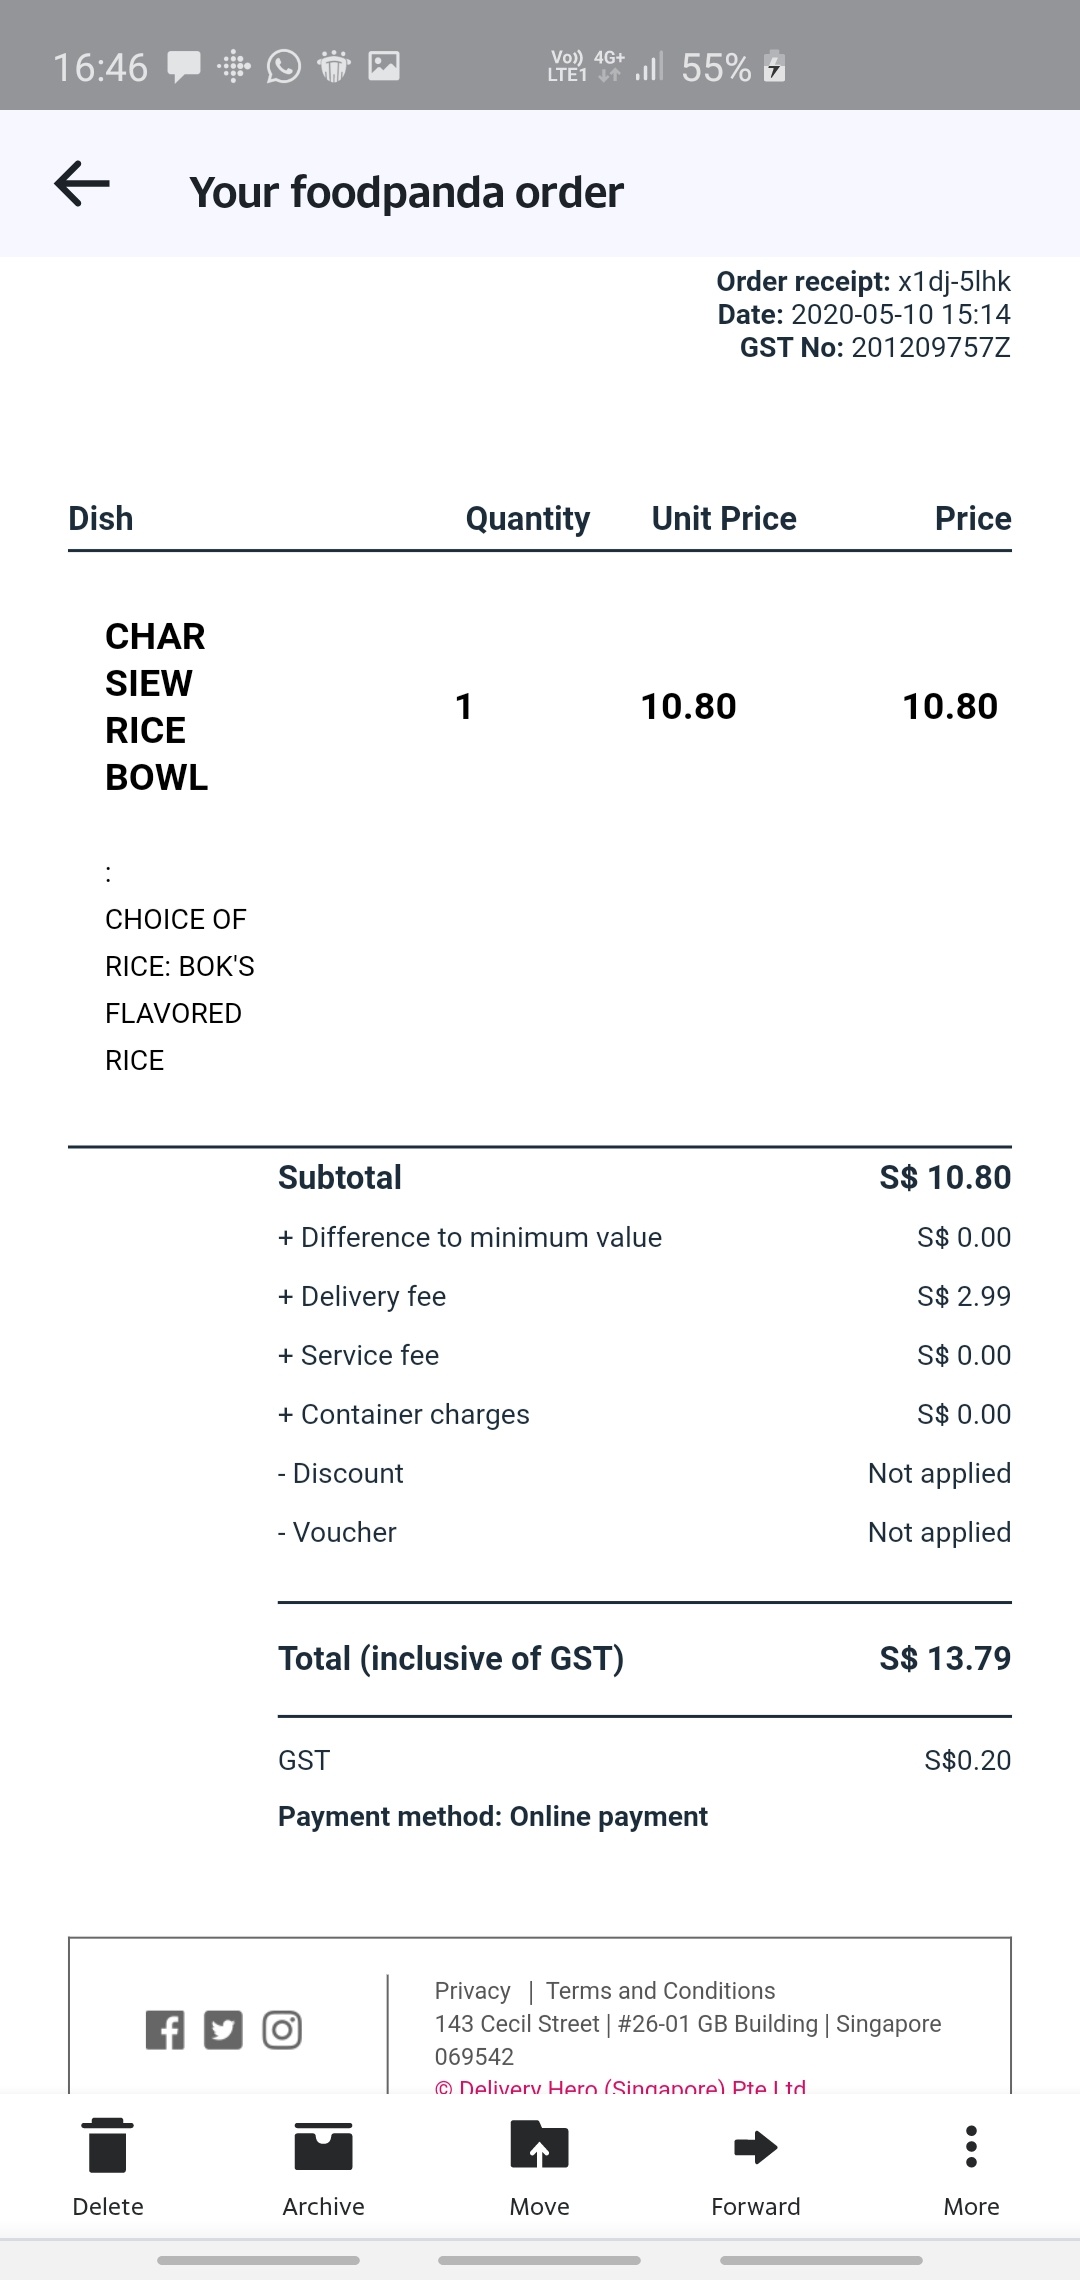 16:46
Vo)) 4G+
LTE1
55%
Your foodpanda order
Order receipt: x1dj-5lhk
Date: 2020-05-10 15:14
GST No: 201209757Z
Dish Quantity Unit Price Price
CHAR
SIEW
RICE
BOWL
1 10.80 10.80
:
CHOICE OF
RICE: BOK'S
FLAVORED
RICE
Subtotal S$ 10.80
+ Difference to minimum value S$ 0.00
+ Delivery fee S$ 2.99
+ Service fee S$ 0.00
+ Container charges S$ 0.00
- Discount Not applied
- Voucher Not applied
Total (inclusive of GST) S$ 13.79
GST S$0.20
Payment method: Online payment
Privacy | Terms and Conditions
143 Cecil Street | #26-01 GB Building | Singapore
069542
© Delivery Hero (Singapore) Pte Ltd
Delete Archive Move Forward More